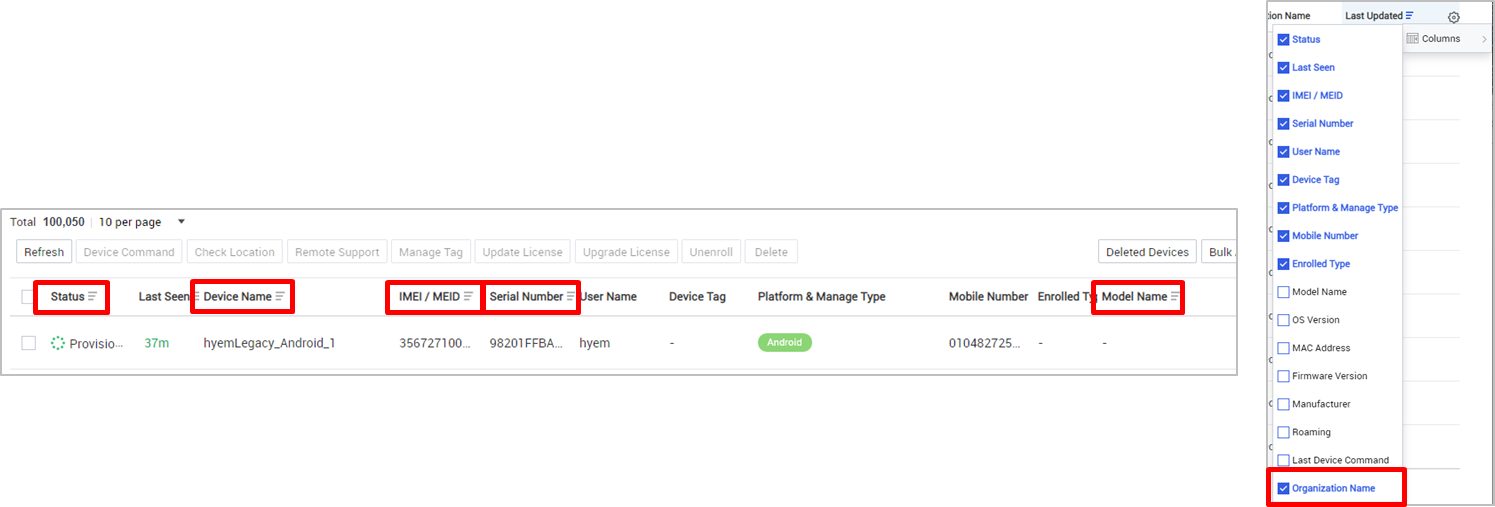 Total 100,050 | 10 per page
Refresh Device Command Check Location Remote Support Manage Tag Update License Upgrade License Unenroll Delete Deleted Devices Bulk
Status Last Seen Device Name IMEI / MEID Serial Number User Name Device Tag Platform & Manage Type Mobile Number Enrolled Ty Model Name
Provisio... 37m hyemLegacy_Android_1 356727100... 98201FFBA... hyem - Android 010482725... - -
tion Name Last Updated
Columns
Status
Last Seen
IMEI / MEID
Serial Number
User Name
Device Tag
Platform & Manage Type
Mobile Number
Enrolled Type
Model Name
OS Version
MAC Address
Firmware Version
Manufacturer
Roaming
Last Device Command
Organization Name